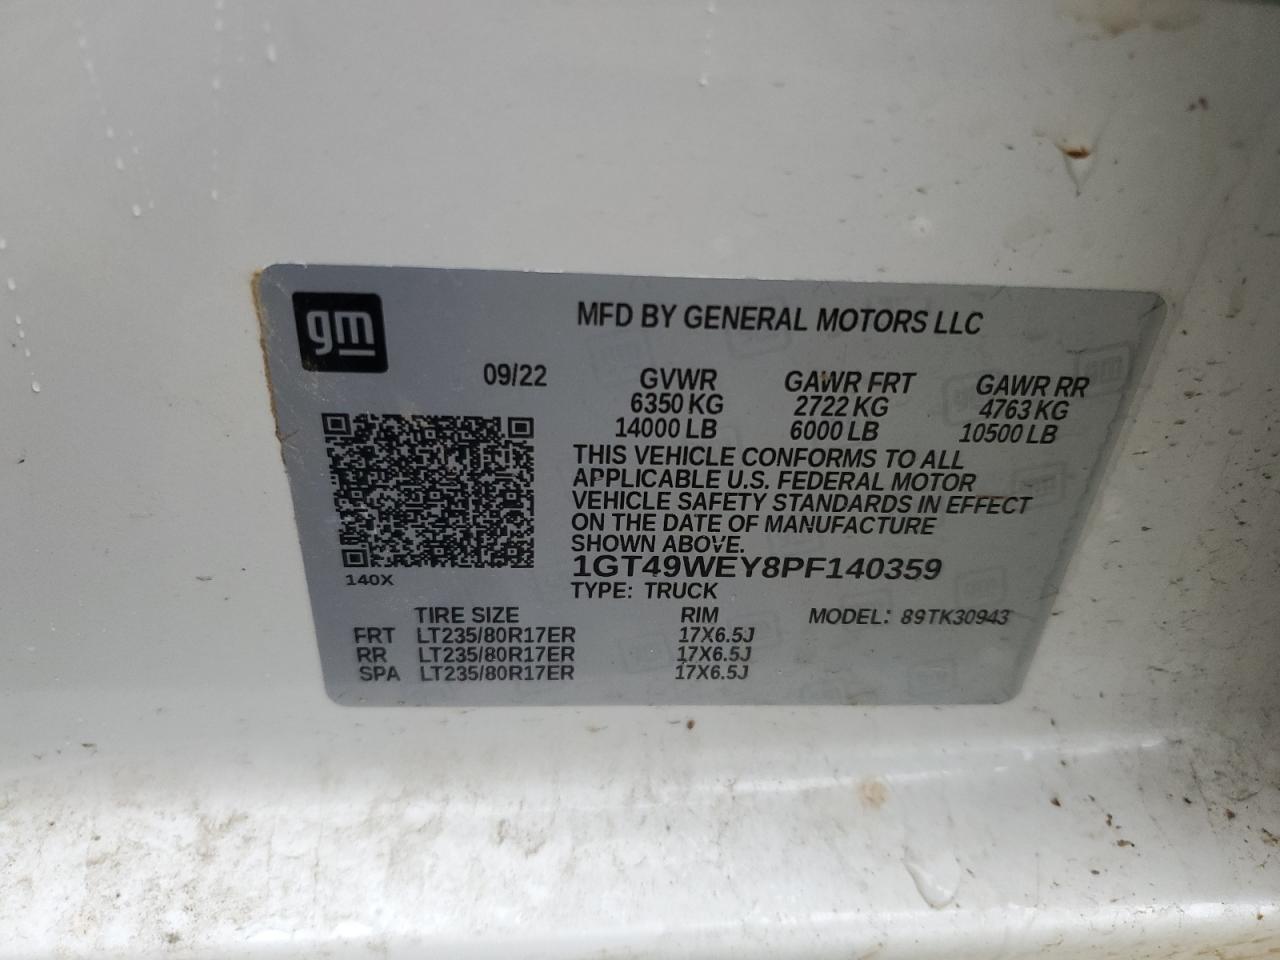 gm
MFD BY GENERAL MOTORS LLC
09/22 GVWR GAWR FRT GAWR RR
6350 KG 2722 KG 4763 KG
14000 LB 6000 LB 10500 LB
THIS VEHICLE CONFORMS TO ALL
APPLICABLE U.S. FEDERAL MOTOR
VEHICLE SAFETY STANDARDS IN EFFECT
ON THE DATE OF MANUFACTURE
SHOWN ABOVE.
1GT49WEY8PF140359
140X
TYPE: TRUCK
TIRE SIZE RIM MODEL: 89TK30943
FRT LT235/80R17ER 17X6.5J
RR LT235/80R17ER 17X6.5J
SPA LT235/80R17ER 17X6.5J